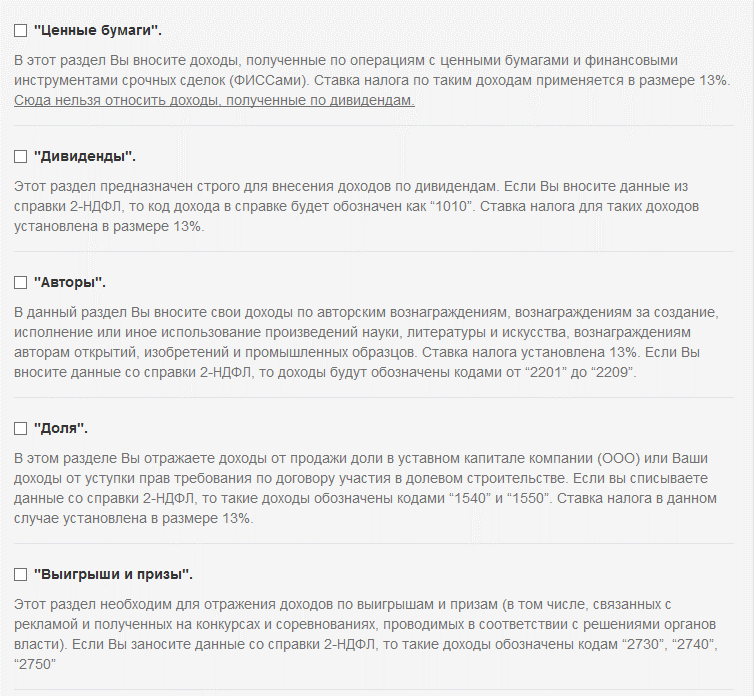 "Ценные бумаги".
В этот раздел Вы вносите доходы, полученные по операциям с ценными бумагами и финансовыми
инструментами срочных сделок (ФИССами). Ставка налога по таким доходам применяется в размере 13%.
Сюда нельзя относить доходы, полученные по дивидендам.
"Дивиденды".
Этот раздел предназначен строго для внесения доходов по дивидендам. Если Вы вносите данные из
справки 2-НДФЛ, то код дохода в справке будет обозначен как “1010”. Ставка налога для таких доходов
установлена в размере 13%.
"Авторы".
В данный раздел Вы вносите свои доходы по авторским вознаграждениям, вознаграждениям за создание,
исполнение или иное использование произведений науки, литературы и искусства, вознаграждениям
авторам открытий, изобретений и промышленных образцов. Ставка налога установлена 13%. Если Вы
вносите данные со справки 2-НДФЛ, то доходы будут обозначены кодами от “2201” до “2209”.
"Доля".
В этом разделе Вы отражаете доходы от продажи доли в уставном капитале компании (ООО) или Ваши
доходы от уступки прав требования по договору участия в долевом строительстве. Если вы списываете
данные со справки 2-НДФЛ, то такие доходы обозначены кодами “1540” и “1550”. Ставка налога в данном
случае установлена в размере 13%.
"Выигрыши и призы".
Этот раздел необходим для отражения доходов по выигрышам и призам (в том числе, связанных с
рекламой и полученных на конкурсах и соревнованиях, проводимых в соответствии с решениями органов
власти). Если Вы заносите данные со справки 2-НДФЛ, то такие доходы обозначены кодам “2730”, “2740”,
“2750”